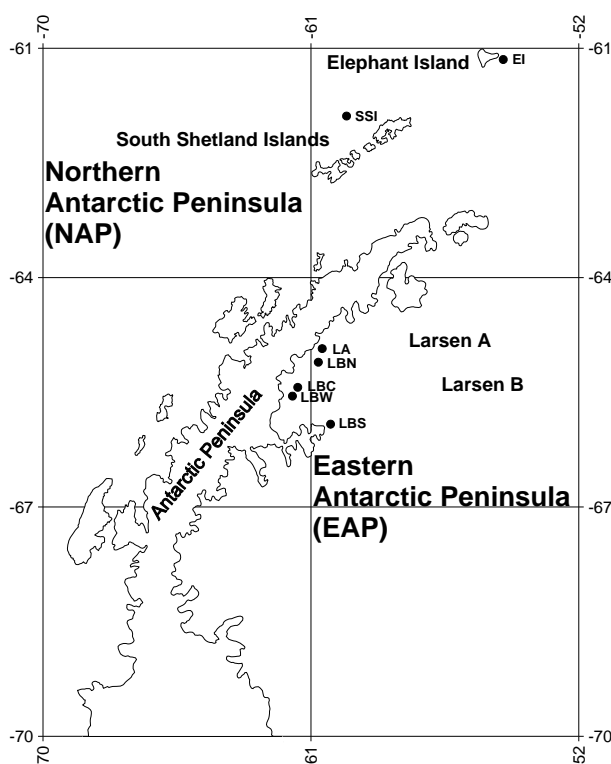 -70
-61
-52
-61
Elephant Island
EI
SSI
South Shetland Islands
Northern
Antarctic Peninsula
(NAP)
-64
-64
LA
Larsen A
LBN
LBC
Larsen B
LBW
LBS
Antarctic Peninsula
Eastern
Antarctic Peninsula
(EAP)
-67
-67
-70
-70
-70
-61
-52
-61